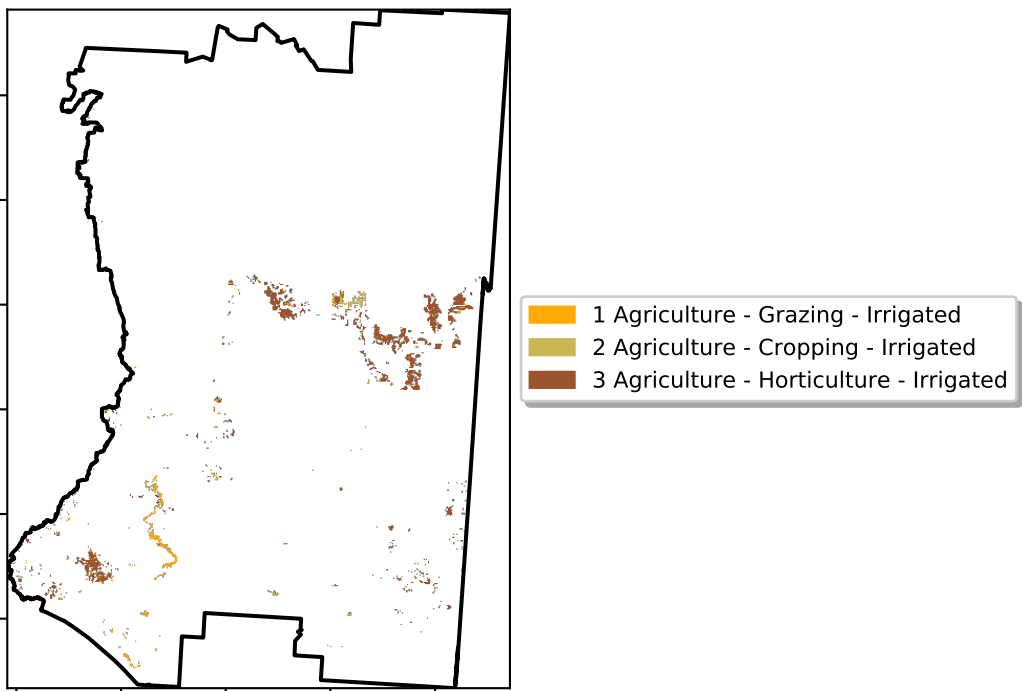 1 Agriculture - Grazing - Irrigated
2 Agriculture - Cropping - Irrigated
3 Agriculture - Horticulture - Irrigated